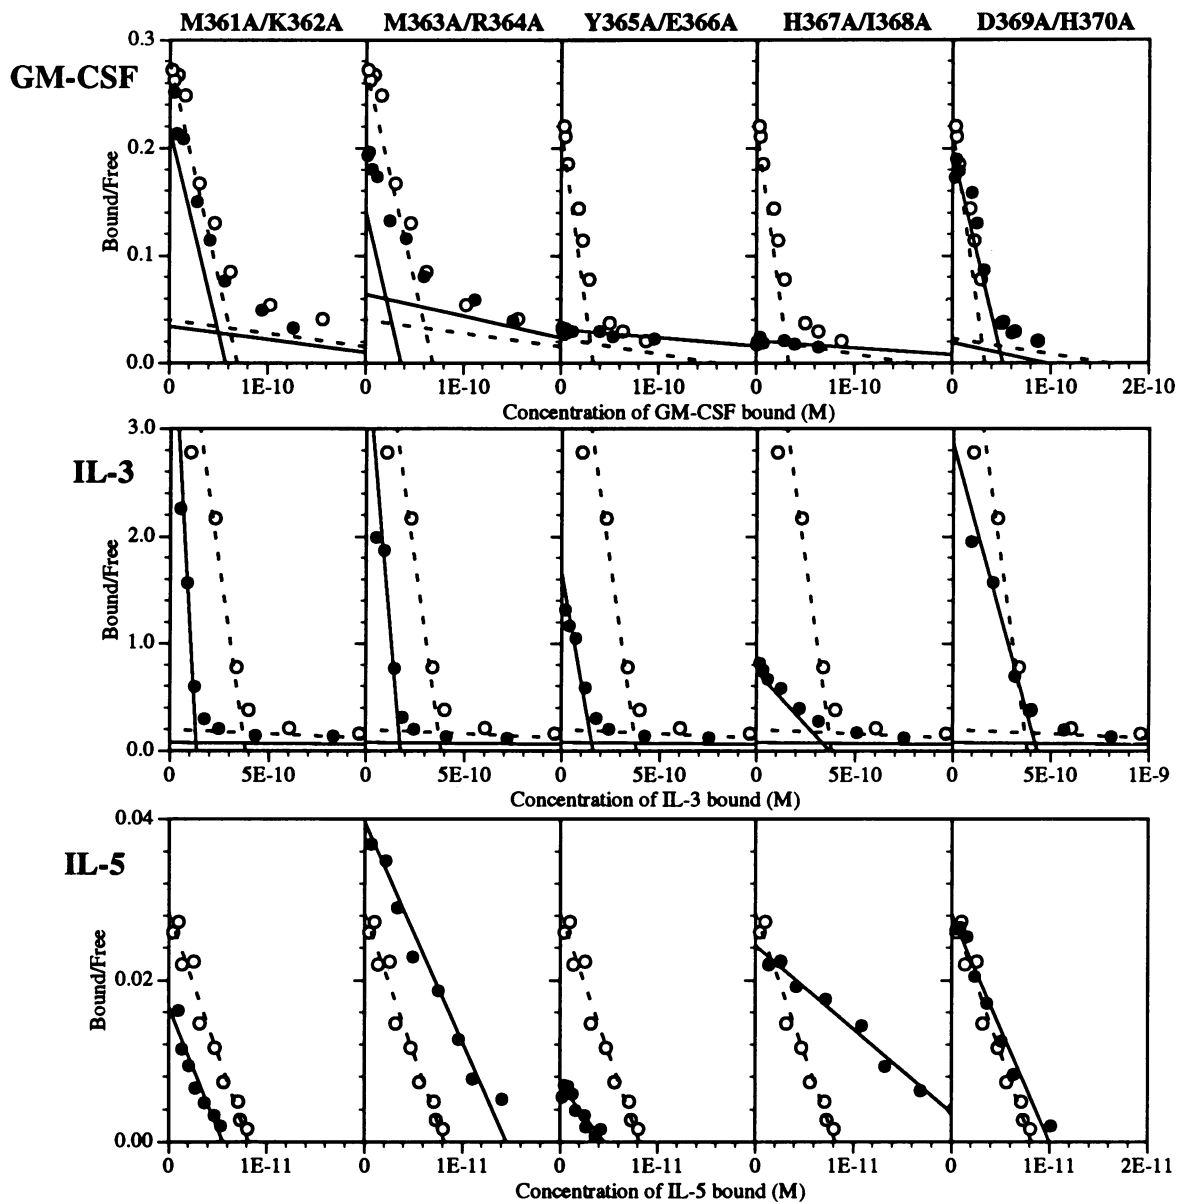 M361A/K362A M363A/R364A Y365A/E366A H367A/I368A D369A/H370A
GM-CSF
Bound/Free
0.3
0.2
0.1
0.0
0 1E-10 0 1E-10 0 1E-10 0 1E-10 0 1E-10 2E-10
Concentration of GM-CSF bound (M)
IL-3
Bound/Free
3.0
2.0
1.0
0.0
0 5E-10 0 5E-10 0 5E-10 0 5E-10 0 5E-10 1E-9
Concentration of IL-3 bound (M)
IL-5
Bound/Free
0.04
0.02
0.00
0 1E-11 0 1E-11 0 1E-11 0 1E-11 0 1E-11 2E-11
Concentration of IL-5 bound (M)